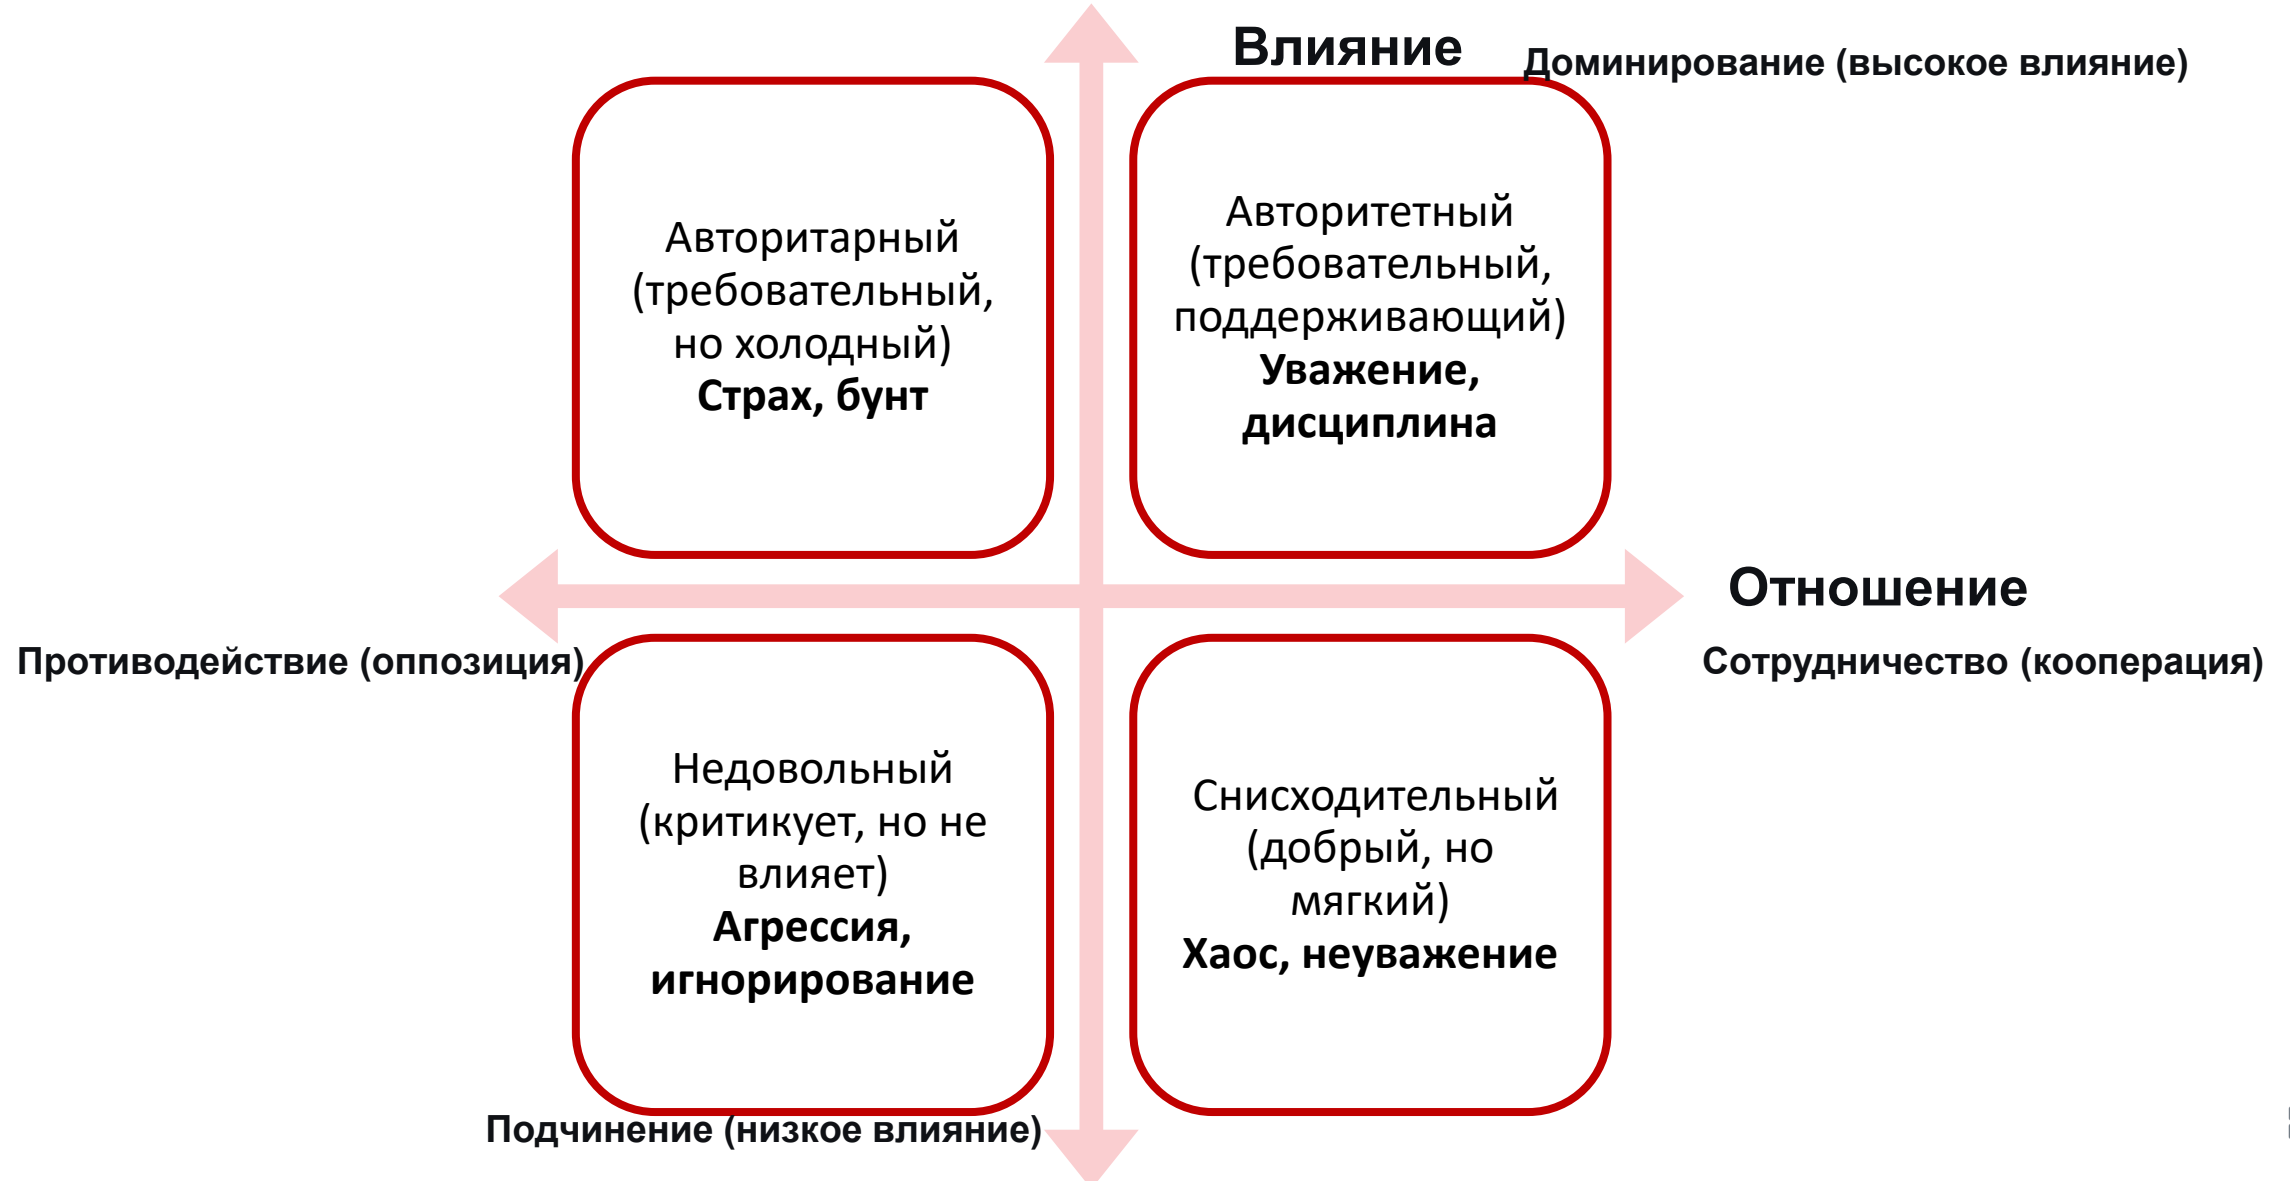 Влияние
Доминирование (высокое влияние)
Авторитарный
(требовательный,
но холодный)
Страх, бунт
Авторитетный
(требовательный,
поддерживающий)
Уважение,
дисциплина
Отношение
Противодействие (оппозиция)
Сотрудничество (кооперация)
Недовольный
(критикует, но не
влияет)
Агрессия,
игнорирование
Снисходительный
(добрый, но
мягкий)
Хаос, неуважение
Подчинение (низкое влияние)